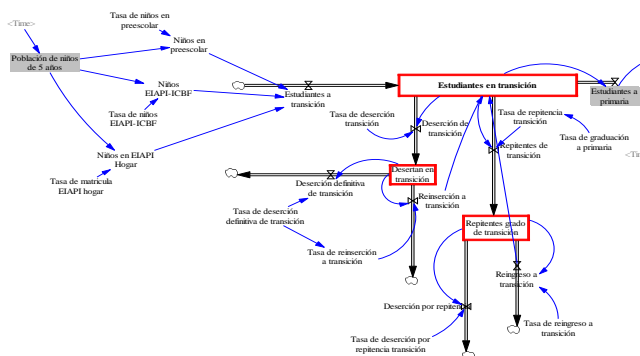 <Time>
Tasa de niños en
preescolar
Población de niños
de 5 años
Niños en
preescolar
Niños
EIAPI-ICBF
Estudiantes a
transición
Tasa de niños
EIAPI-ICBF
Niños en EIAPI
Hogar
Tasa de matricula
EIAPI hogar
Estudiantes en transición
Estudiantes a
primaria
Tasa de deserción
transición
Deserción de
transición
Tasa de repitencia
transición
Repitentes de
transición
Tasa de graduación
a primaria
<Time
Desertan en
transición
Deserción definitiva
de transición
Reinserción a
transición
Tasa de deserción
definitiva de transición
Tasa de reinserción
a transición
Repitentes grado
de transición
Reingreso a
transición
Deserción por repiten
Tasa de reingreso a
transición
Tasa de deserción por
repitencia transición